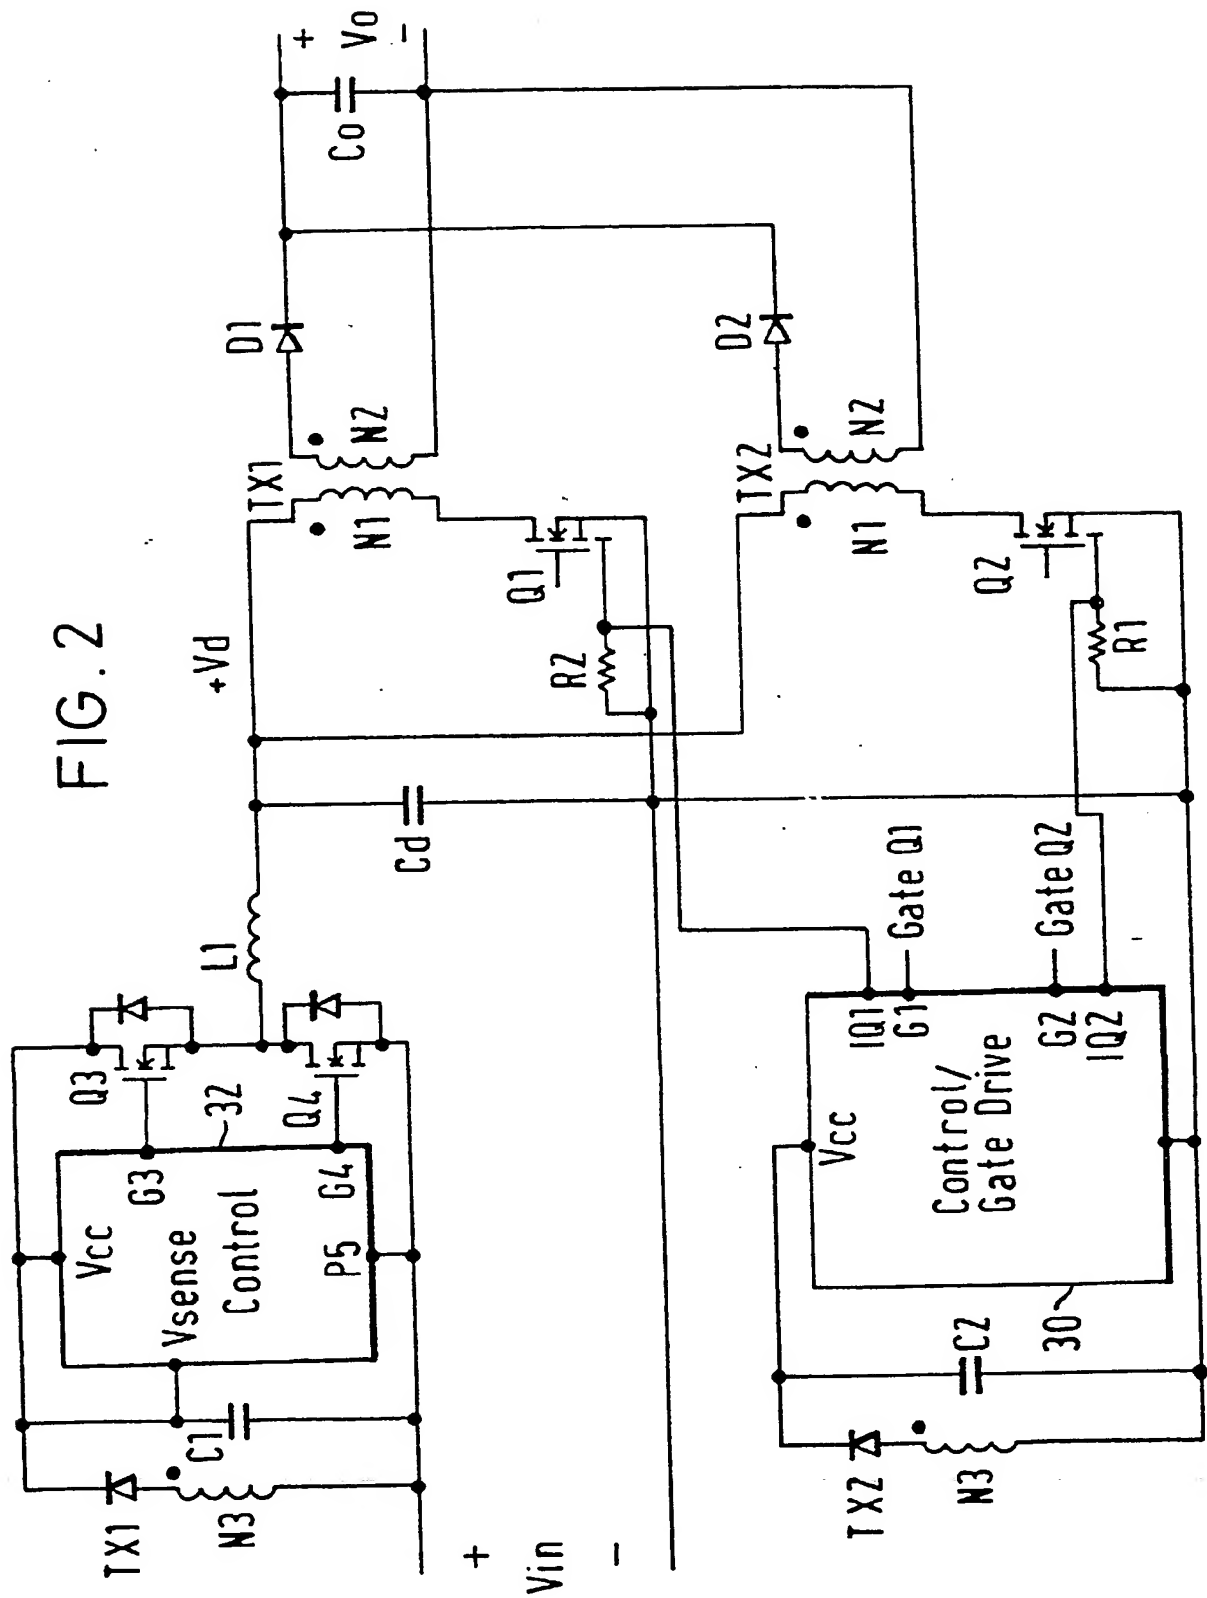 FIG. 2
TX1
N3
C1
Vcc
Vsense
Control
P5
G3
G4
32
Q3
Q4
L1
Cd
+Vd
TX1
N1
N2
D1
Co
+
Vo
-
Q1
R2
+
Vin
-
TX2
N1
N2
D2
Q2
R1
TX2
N3
C2
30
Vcc
Control/
Gate Drive
IQ1
G1
Gate Q1
G2
Gate Q2
IQ2